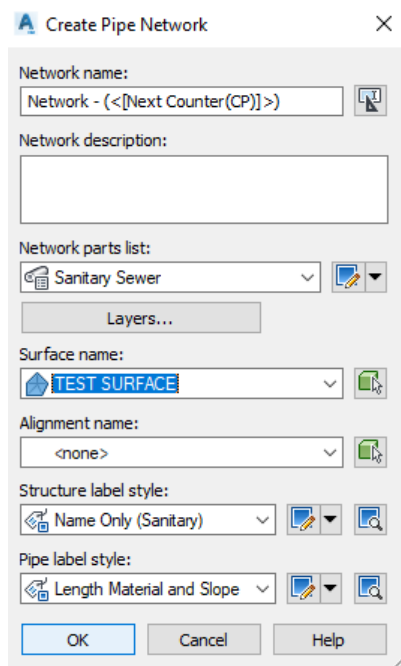 Create Pipe Network
Network name:
Network - (<[Next Counter(CP)]>)
Network description:
Network parts list:
Sanitary Sewer
Layers...
Surface name:
TEST SURFACE
Alignment name:
<none>
Structure label style:
Name Only (Sanitary)
Pipe label style:
Length Material and Slope
OK Cancel Help